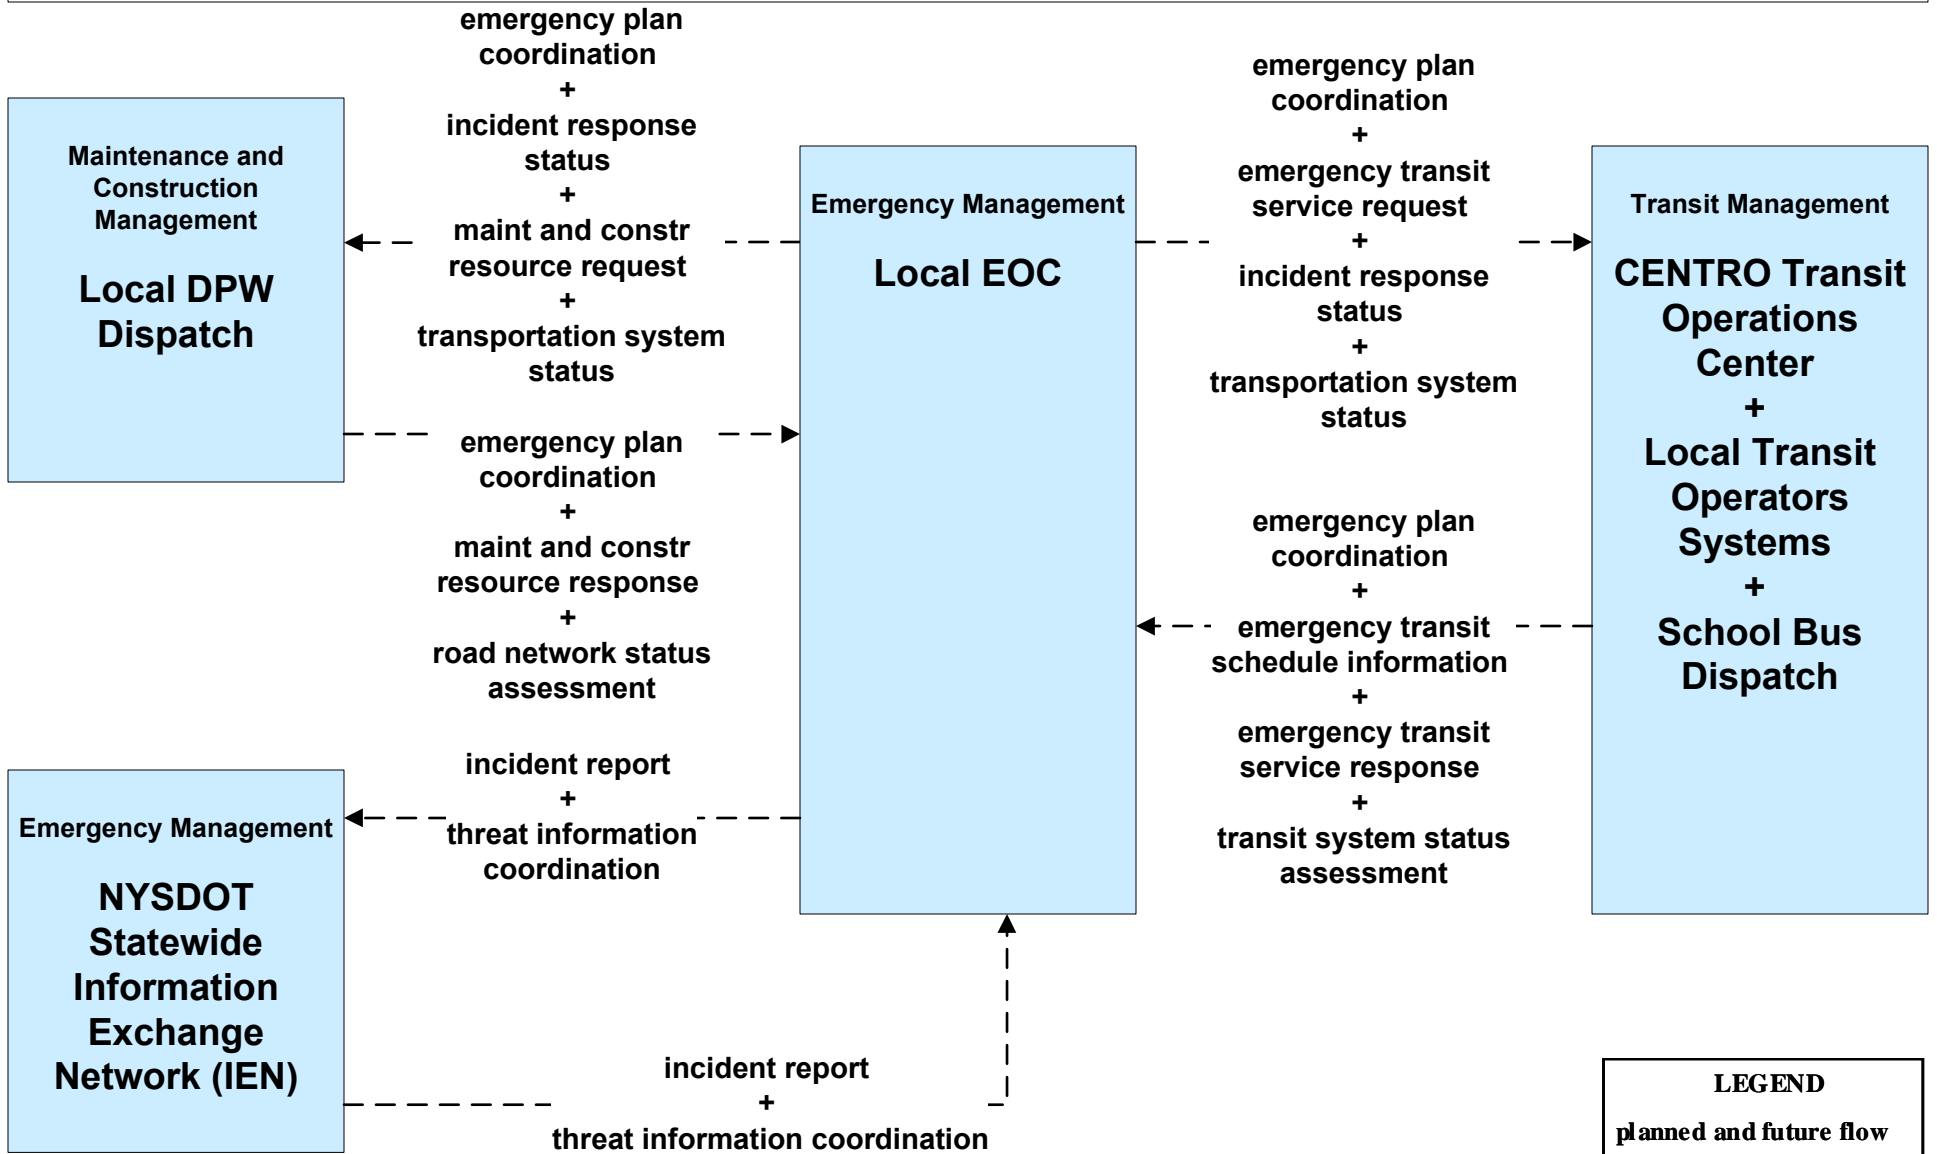 emergency plan
coordination
+
incident response
status
+
maint and constr
resource request
+
transportation system
status
Maintenance and
Construction
Management
Local DPW
Dispatch
emergency plan
coordination
+
maint and constr
resource response
+
road network status
assessment
Emergency Management
Local EOC
emergency plan
coordination
+
emergency transit
service request
+
incident response
status
+
transportation system
status
Transit Management
CENTRO Transit
Operations
Center
+
Local Transit
Operators
Systems
+
School Bus
Dispatch
emergency plan
coordination
+
emergency transit
schedule information
+
emergency transit
service response
+
transit system status
assessment
incident report
+
threat information
coordination
Emergency Management
NYSDOT
Statewide
Information
Exchange
Network (IEN)
incident report
+
threat information coordination
LEGEND
planned and future flow